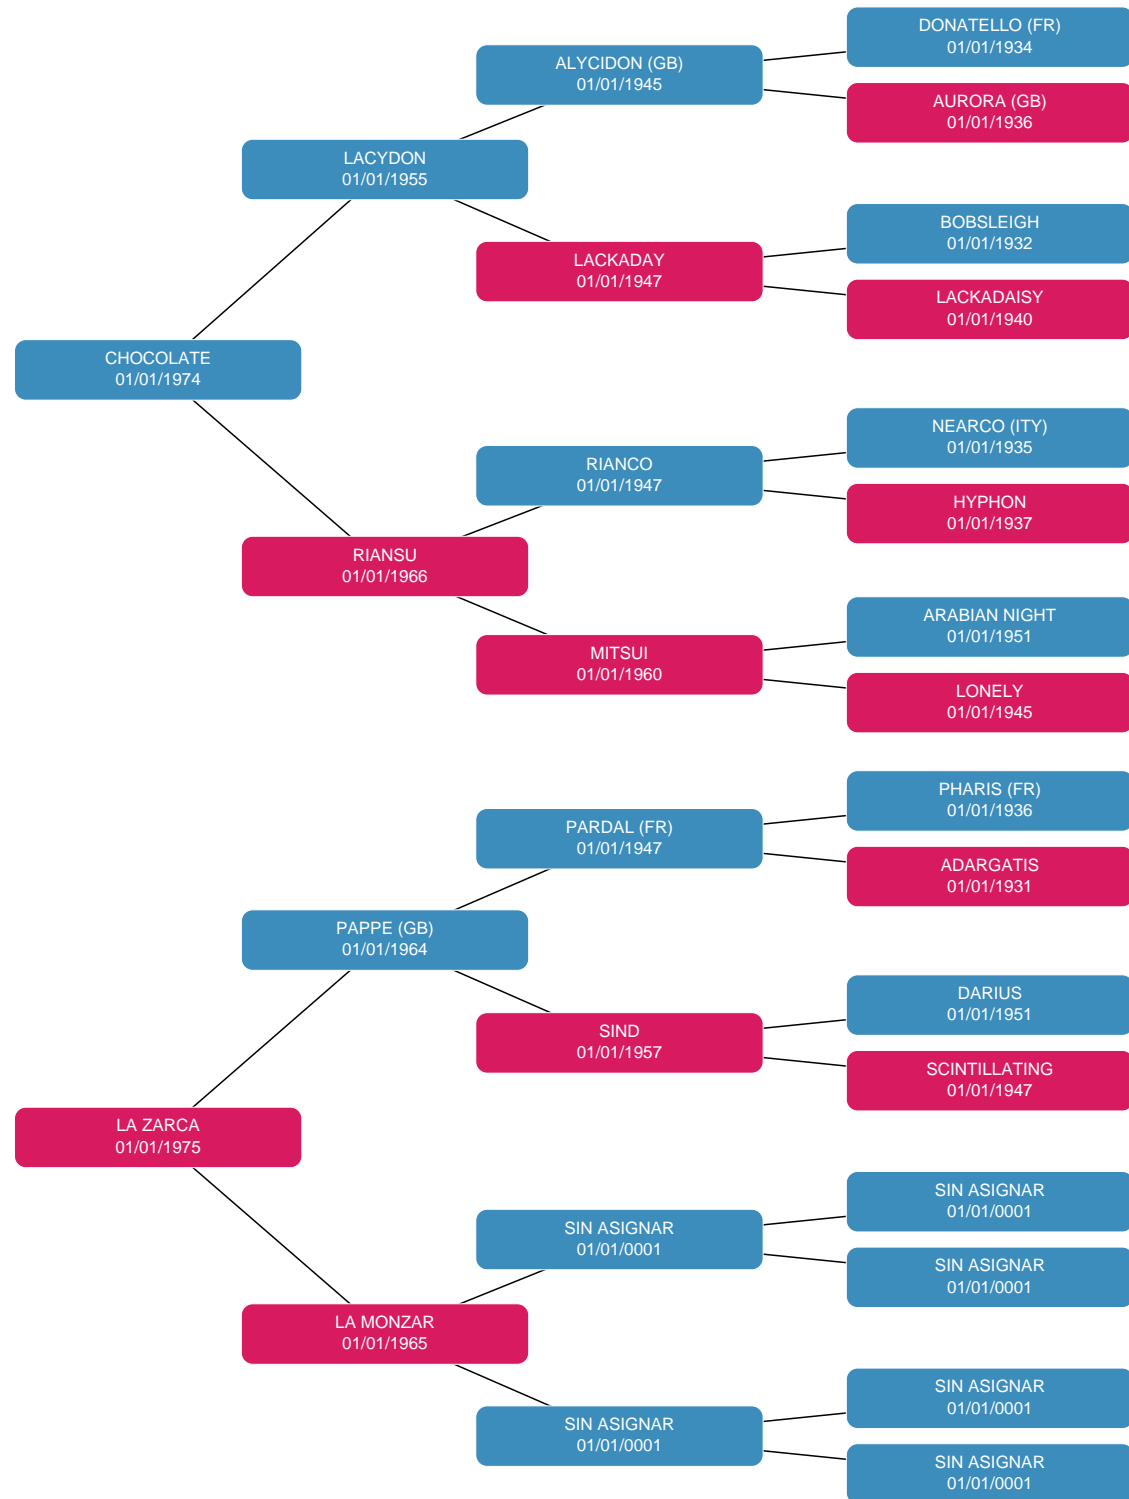 DONATELLO (FR)
01/01/1934
ALYCIDON (GB)
01/01/1945
AURORA (GB)
01/01/1936
LACYDON
01/01/1955
BOBSLEIGH
01/01/1932
LACKADAY
01/01/1947
LACKADAISY
01/01/1940
CHOCOLATE
01/01/1974
NEARCO (ITY)
01/01/1935
RIANCO
01/01/1947
HYPHON
01/01/1937
RIANSU
01/01/1966
ARABIAN NIGHT
01/01/1951
MITSUI
01/01/1960
LONELY
01/01/1945
PHARIS (FR)
01/01/1936
PARDAL (FR)
01/01/1947
ADARGATIS
01/01/1931
PAPPE (GB)
01/01/1964
DARIUS
01/01/1951
SIND
01/01/1957
SCINTILLATING
01/01/1947
LA ZARCA
01/01/1975
SIN ASIGNAR
01/01/0001
SIN ASIGNAR
01/01/0001
SIN ASIGNAR
01/01/0001
LA MONZAR
01/01/1965
SIN ASIGNAR
01/01/0001
SIN ASIGNAR
01/01/0001
SIN ASIGNAR
01/01/0001